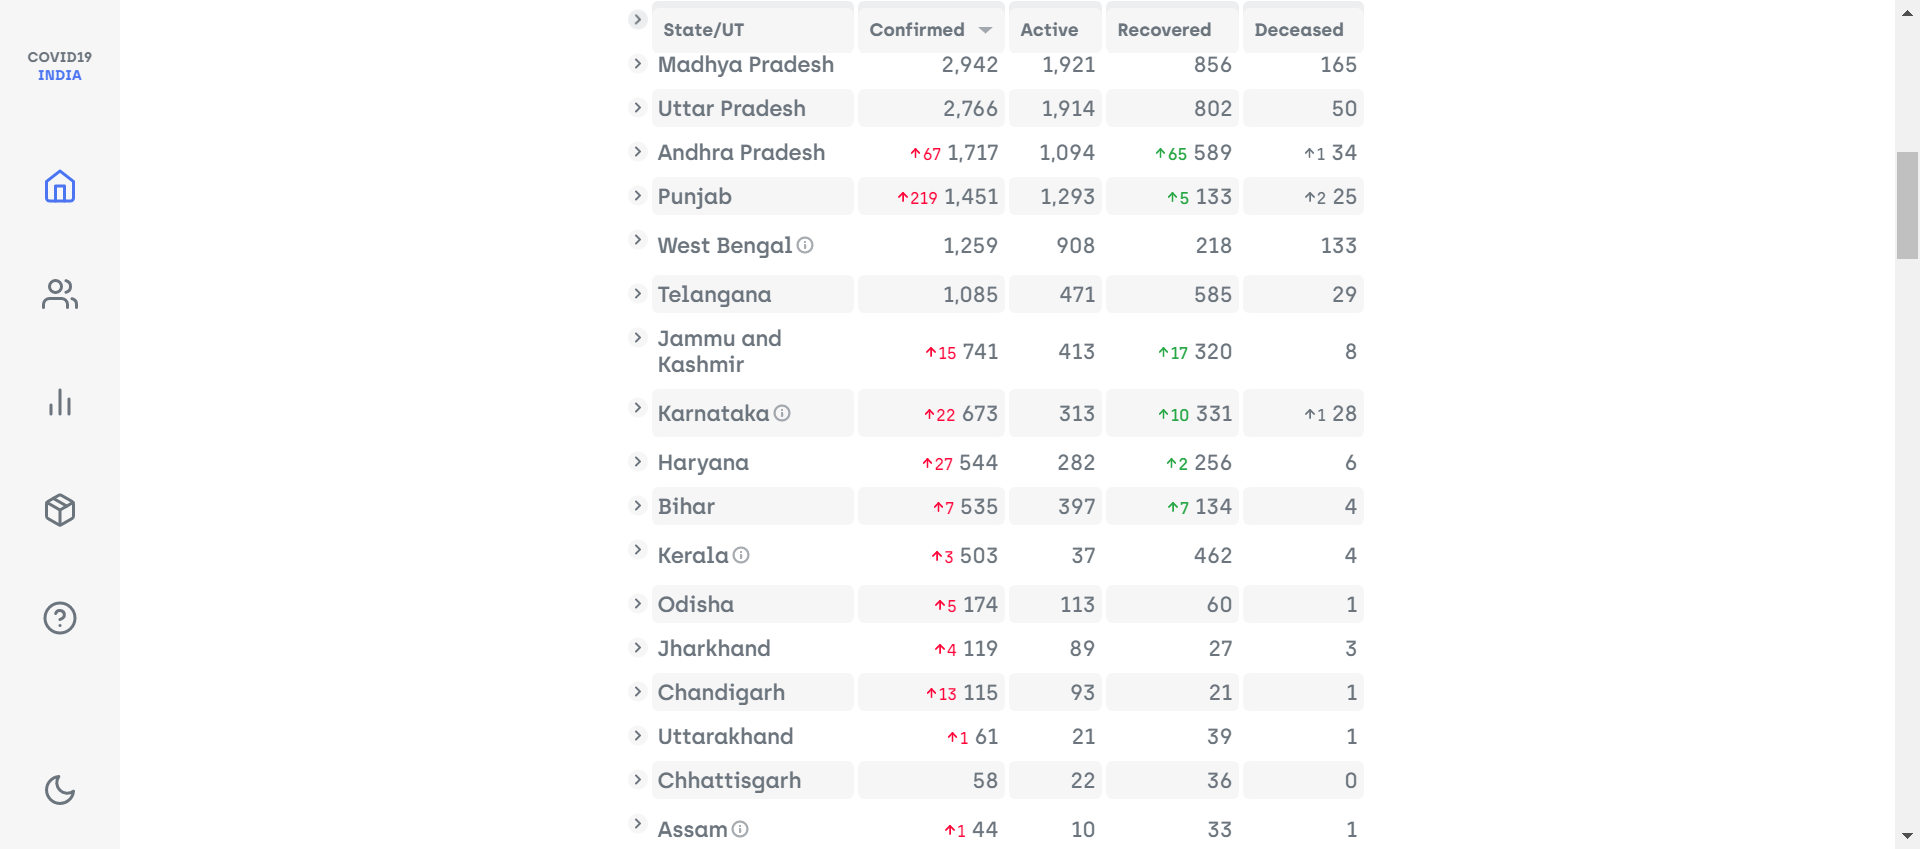 COVID19
INDIA
State/UT Confirmed Active Recovered Deceased
Madhya Pradesh 2,942 1,921 856 165
Uttar Pradesh 2,766 1,914 802 50
Andhra Pradesh ↑67 1,717 1,094 ↑65 589 ↑1 34
Punjab ↑219 1,451 1,293 ↑5 133 ↑2 25
West Bengal 1,259 908 218 133
Telangana 1,085 471 585 29
Jammu and
Kashmir ↑15 741 413 ↑17 320 8
Karnataka ↑22 673 313 ↑10 331 ↑1 28
Haryana ↑27 544 282 ↑2 256 6
Bihar ↑7 535 397 ↑7 134 4
Kerala ↑3 503 37 462 4
Odisha ↑5 174 113 60 1
Jharkhand ↑4 119 89 27 3
Chandigarh ↑13 115 93 21 1
Uttarakhand ↑1 61 21 39 1
Chhattisgarh 58 22 36 0
Assam ↑1 44 10 33 1